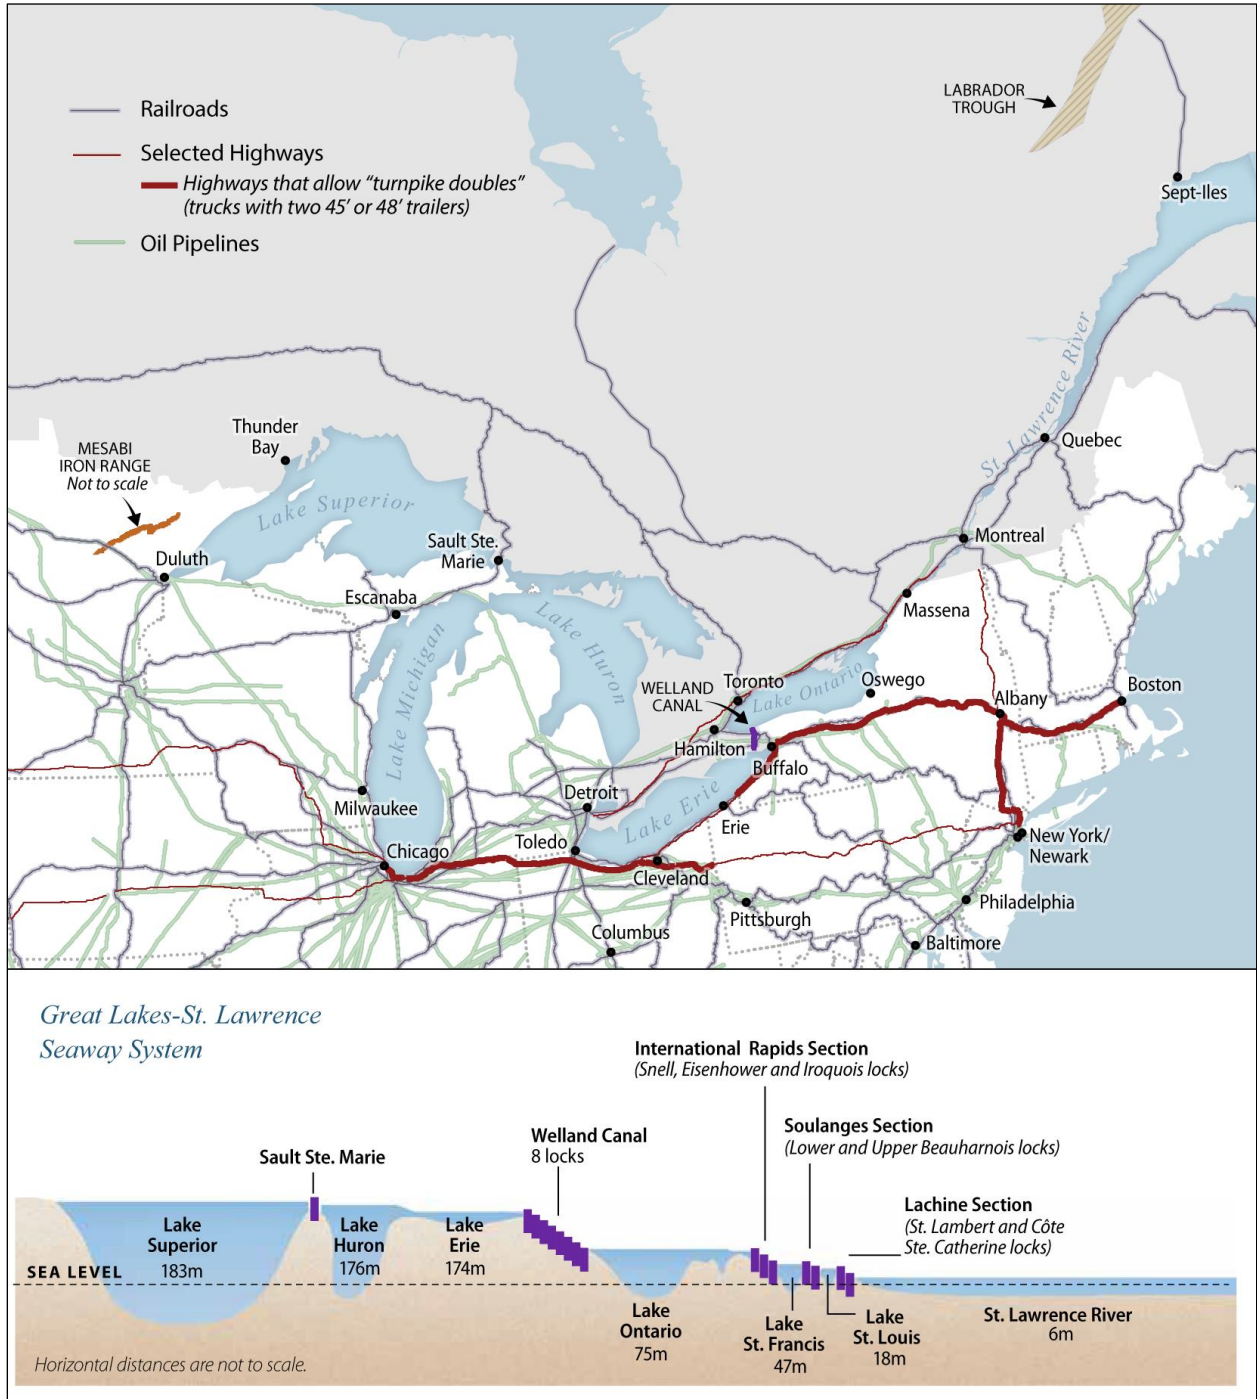 Railroads
Selected Highways
Highways that allow “turnpike doubles”
(trucks with two 45’ or 48’ trailers)
Oil Pipelines
LABRADOR
TROUGH
Sept-Iles
St. Lawrence River
Quebec
Thunder
Bay
MESABI
IRON RANGE
Not to scale
Lake Superior
Duluth
Sault Ste.
Marie
Montreal
Escanaba
Massena
Lake Michigan
Lake Huron
Toronto
Lake Ontario
Oswego
WELLAND
CANAL
Albany
Boston
Hamilton
Buffalo
Milwaukee
Detroit
Lake Erie
Erie
Chicago
Toledo
Cleveland
New York/
Newark
Pittsburgh
Philadelphia
Columbus
Baltimore
Great Lakes-St. Lawrence
Seaway System
International Rapids Section
(Snell, Eisenhower and Iroquois locks)
Soulanges Section
(Lower and Upper Beauharnois locks)
Welland Canal
8 locks
Sault Ste. Marie
Lachine Section
(St. Lambert and Côte
Ste. Catherine locks)
Lake
Superior
183m
Lake
Huron
176m
Lake
Erie
174m
SEA LEVEL
Lake
Ontario
75m
Lake
St. Francis
47m
Lake
St. Louis
18m
St. Lawrence River
6m
Horizontal distances are not to scale.